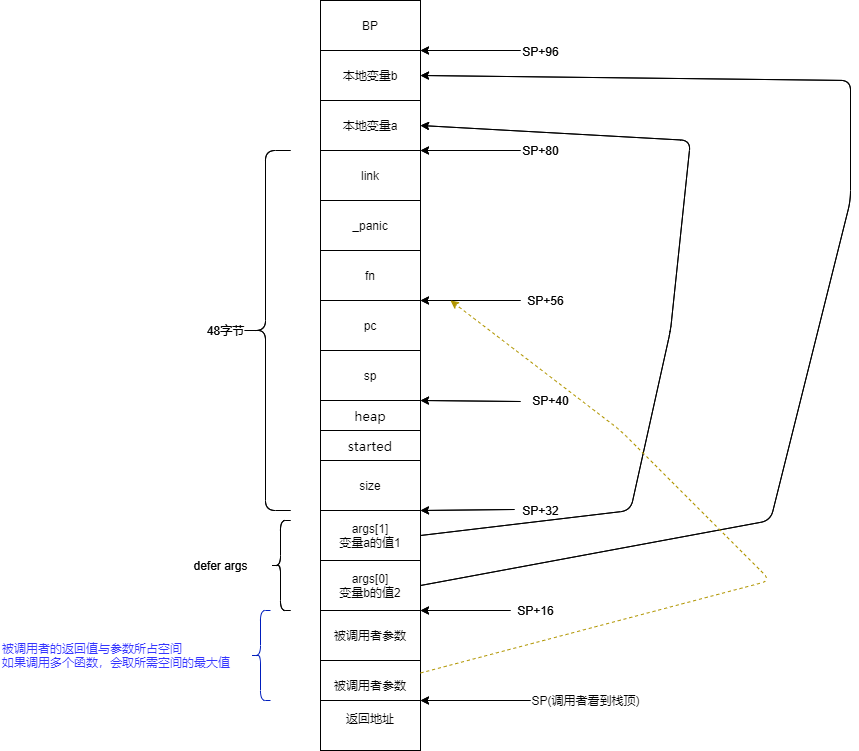 BP
SP+96
本地变量b
本地变量a
SP+80
link
_panic
fn
SP+56
48字节
pc
sp
SP+40
heap
started
size
SP+32
args[1]
变量a的值1
defer args
args[0]
变量b的值2
SP+16
被调用者参数
被调用者的返回值与参数所占空间
如果调用多个函数，会取所需空间的最大值
被调用者参数
SP(调用者看到栈顶)
返回地址